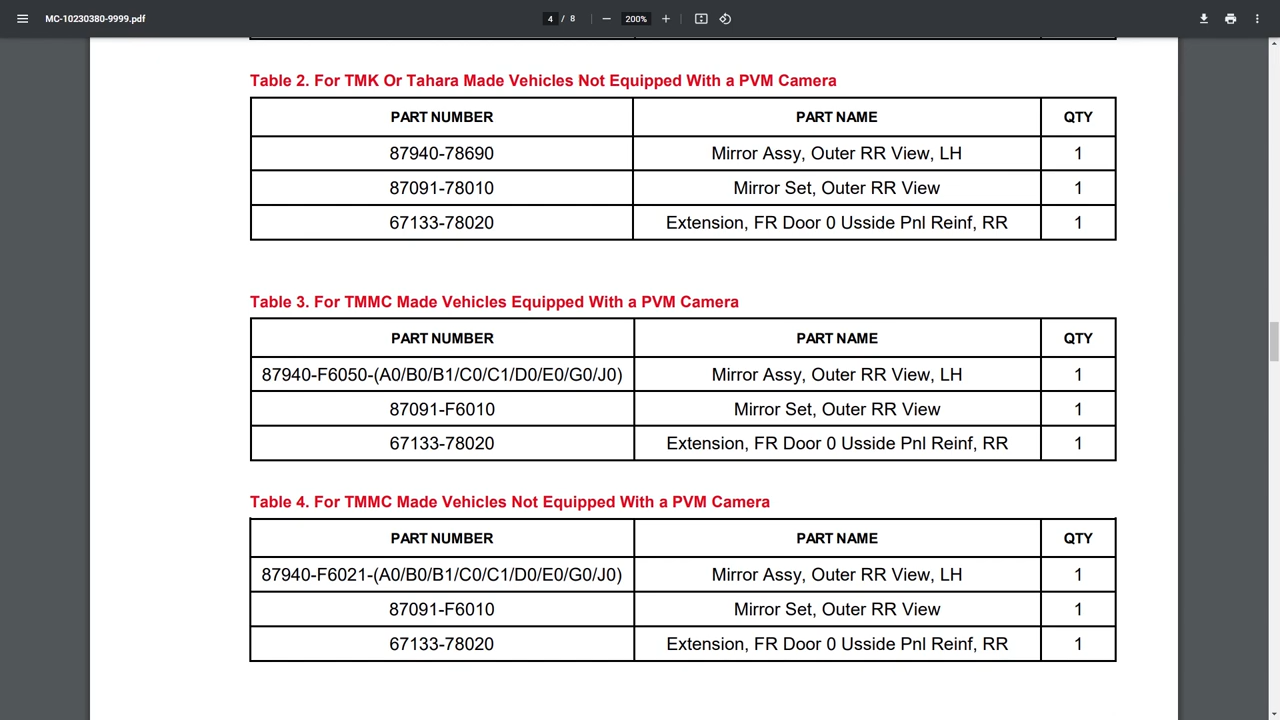 MC-10230380-9999.pdf
4 / 8
200%
Table 2. For TMK Or Tahara Made Vehicles Not Equipped With a PVM Camera
PART NUMBER PART NAME QTY
87940-78690 Mirror Assy, Outer RR View, LH 1
87091-78010 Mirror Set, Outer RR View 1
67133-78020 Extension, FR Door 0 Usside Pnl Reinf, RR 1
Table 3. For TMMC Made Vehicles Equipped With a PVM Camera
PART NUMBER PART NAME QTY
87940-F6050-(A0/B0/B1/C0/C1/D0/E0/G0/J0) Mirror Assy, Outer RR View, LH 1
87091-F6010 Mirror Set, Outer RR View 1
67133-78020 Extension, FR Door 0 Usside Pnl Reinf, RR 1
Table 4. For TMMC Made Vehicles Not Equipped With a PVM Camera
PART NUMBER PART NAME QTY
87940-F6021-(A0/B0/B1/C0/C1/D0/E0/G0/J0) Mirror Assy, Outer RR View, LH 1
87091-F6010 Mirror Set, Outer RR View 1
67133-78020 Extension, FR Door 0 Usside Pnl Reinf, RR 1